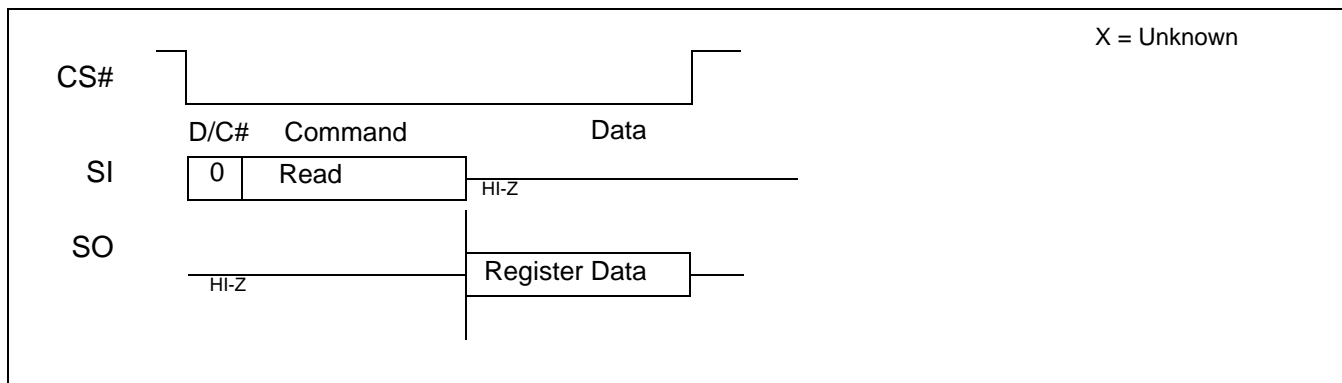 X = Unknown
CS#
D/C# Command Data
SI 0 Read HI-Z
SO HI-Z Register Data